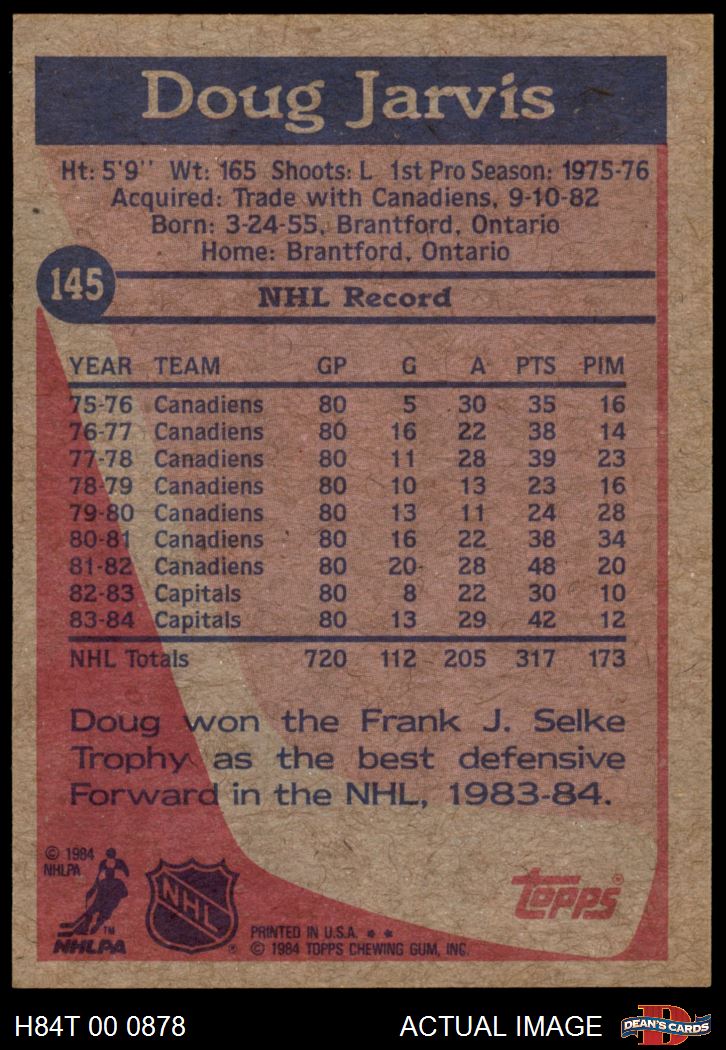 Doug Jarvis
Ht: 5'9'' Wt: 165 Shoots: L 1st Pro Season: 1975-76
Acquired: Trade with Canadiens, 9-10-82
Born: 3-24-55, Brantford, Ontario
Home: Brantford, Ontario
145
NHL Record
YEAR TEAM GP G A PTS PIM
75-76 Canadiens 80 5 30 35 16
76-77 Canadiens 80 16 22 38 14
77-78 Canadiens 80 11 28 39 23
78-79 Canadiens 80 10 13 23 16
79-80 Canadiens 80 13 11 24 28
80-81 Canadiens 80 16 22 38 34
81-82 Canadiens 80 20 28 48 20
82-83 Capitals 80 8 22 30 10
83-84 Capitals 80 13 29 42 12
NHL Totals 720 112 205 317 173
Doug won the Frank J. Selke
Trophy as the best defensive
Forward in the NHL, 1983-84.
© 1984
NHLPA
TM
NHLPA
NHL
®
topps®
PRINTED IN U.S.A. * *
© 1984 TOPPS CHEWING GUM, INC.
H84T 00 0878
ACTUAL IMAGE
D
DEAN'S CARDS